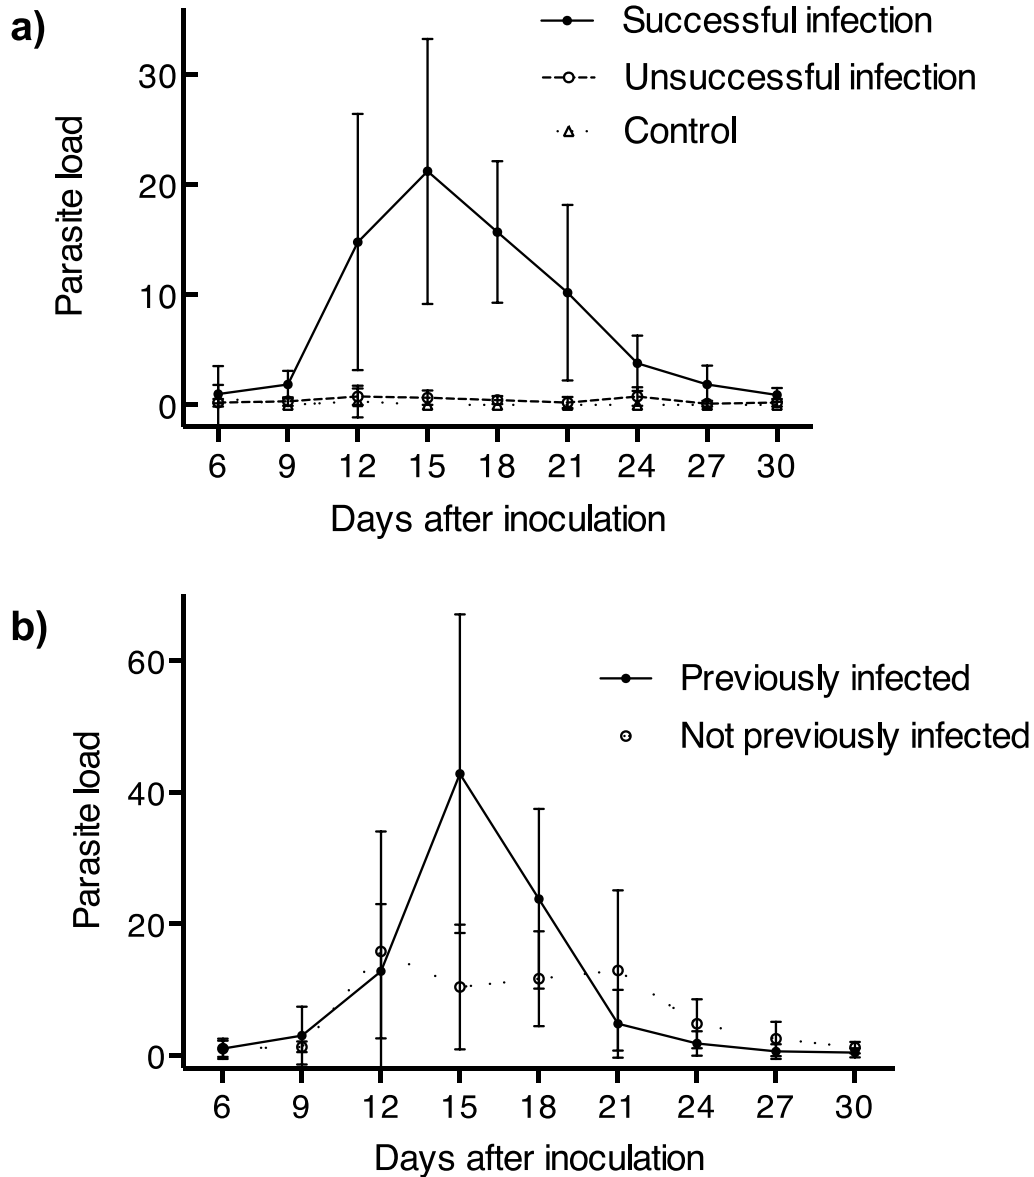 a)
Successful infection
Unsuccessful infection
Control
Parasite load
30
20
10
0
6 9 12 15 18 21 24 27 30
Days after inoculation
b)
Previously infected
Not previously infected
Parasite load
60
40
20
0
6 9 12 15 18 21 24 27 30
Days after inoculation